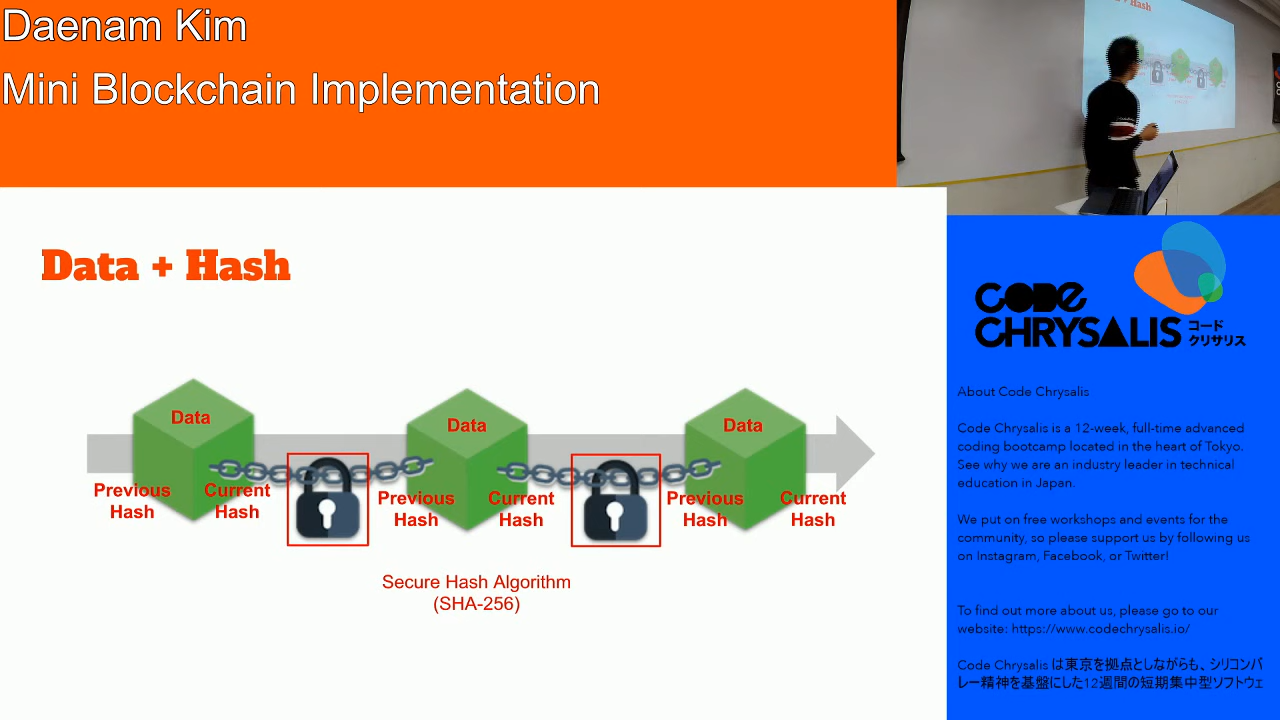 Daenam Kim
Mini Blockchain Implementation
+ Hash
Data + Hash
Data
Data
Data
Previous
Hash
Current
Hash
Previous
Hash
Current
Hash
Previous
Hash
Current
Hash
Secure Hash Algorithm
(SHA-256)
CODE
CHRYSALIS
コード
クリサリス
About Code Chrysalis
Code Chrysalis is a 12-week, full-time advanced
coding bootcamp located in the heart of Tokyo.
See why we are an industry leader in technical
education in Japan.
We put on free workshops and events for the
community, so please support us by following us
on Instagram, Facebook, or Twitter!
To find out more about us, please go to our
website: https://www.codechrysalis.io/
Code Chrysalis は東京を拠点としながらも、シリコンバ
レー精神を基盤にした12週間の短期集中型ソフトウェ